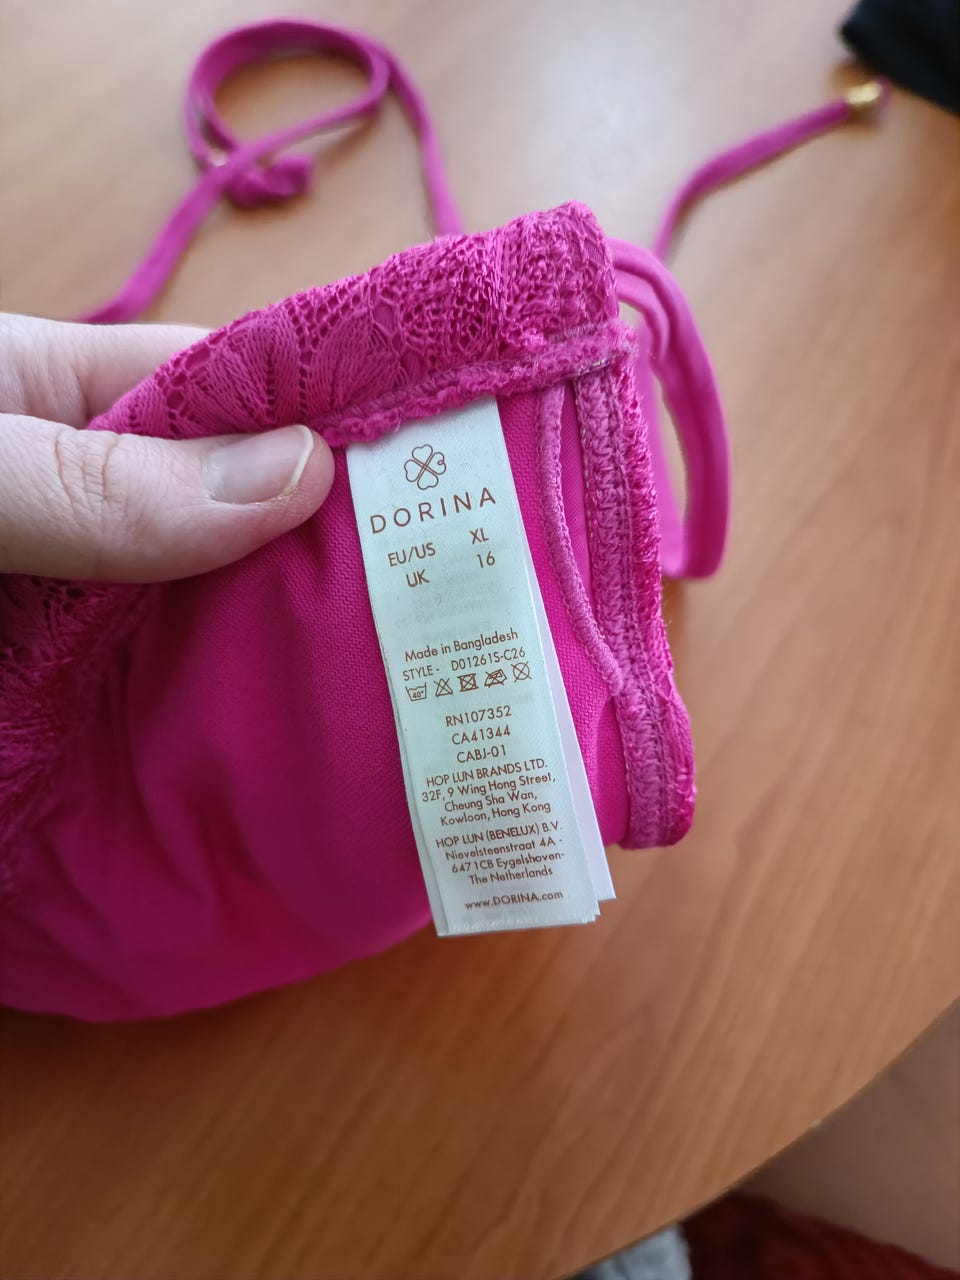 DORINA
EU/US XL
UK 16
Made in Bangladesh
STYLE - D01261S-C26
40°
RN107352
CA41344
CABJ-01
HOP LUN BRANDS LTD.
32F, 9 Wing Hong Street,
Cheung Sha Wan,
Kowloon, Hong Kong
HOP LUN (BENELUX) B.V.
Nievelsteenstraat 4A -
6471CB Eygelshoven-
The Netherlands
www.DORINA.com